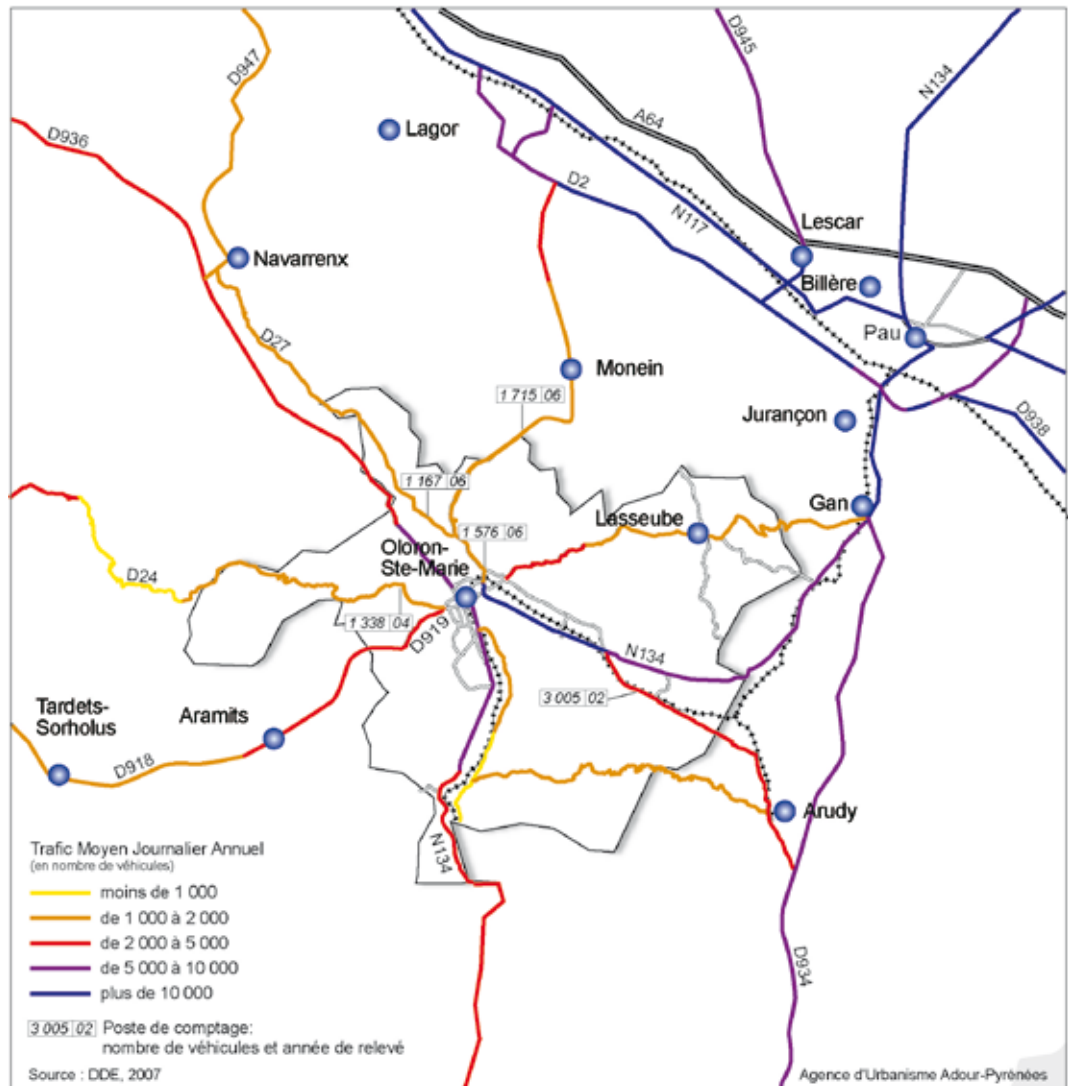 D947
D945
N134
D936
A64
Lagor
D2
N117
Lescar
Navarrenx
Billère
Pau
D27
Monein
1 715 06
Jurançon
D938
1 167 06
Gan
Lasseube
1 576 06
Oloron-
Ste-Marie
D24
1 338 04
D919
N134
3 005 02
Tardets-
Sorholus
Aramits
D918
Arudy
N134
D934
Trafic Moyen Journalier Annuel
(en nombre de véhicules)
moins de 1 000
de 1 000 à 2 000
de 2 000 à 5 000
de 5 000 à 10 000
plus de 10 000
3 005 02 Poste de comptage:
nombre de véhicules et année de relevé
Source : DDE, 2007
Agence d'Urbanisme Adour-Pyrénées